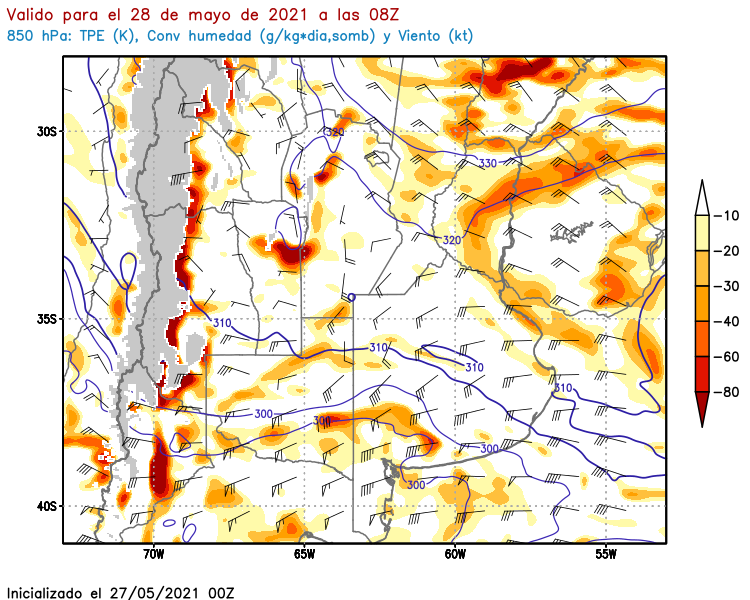 Valido para el 28 de mayo de 2021 a las 08Z
850 hPa: TPE (K), Conv humedad (g/kg*dia,somb) y Viento (kt)
30S
35S
40S
70W
65W
60W
55W
320
330
320
310
310
310
310
300
300
300
300
-10
-20
-30
-40
-60
-80
Inicializado el 27/05/2021 00Z